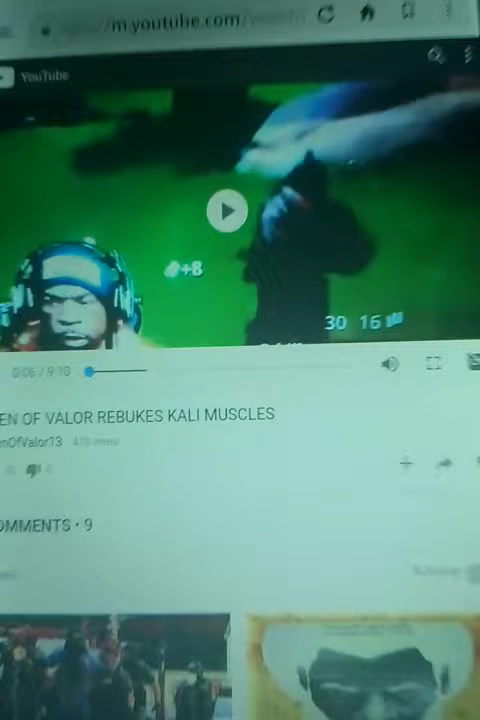 m.youtube.com/
YouTube
+8
30 16
0:06 / 9:10
EN OF VALOR REBUKES KALI MUSCLES
nOfValor13
OMMENTS • 9